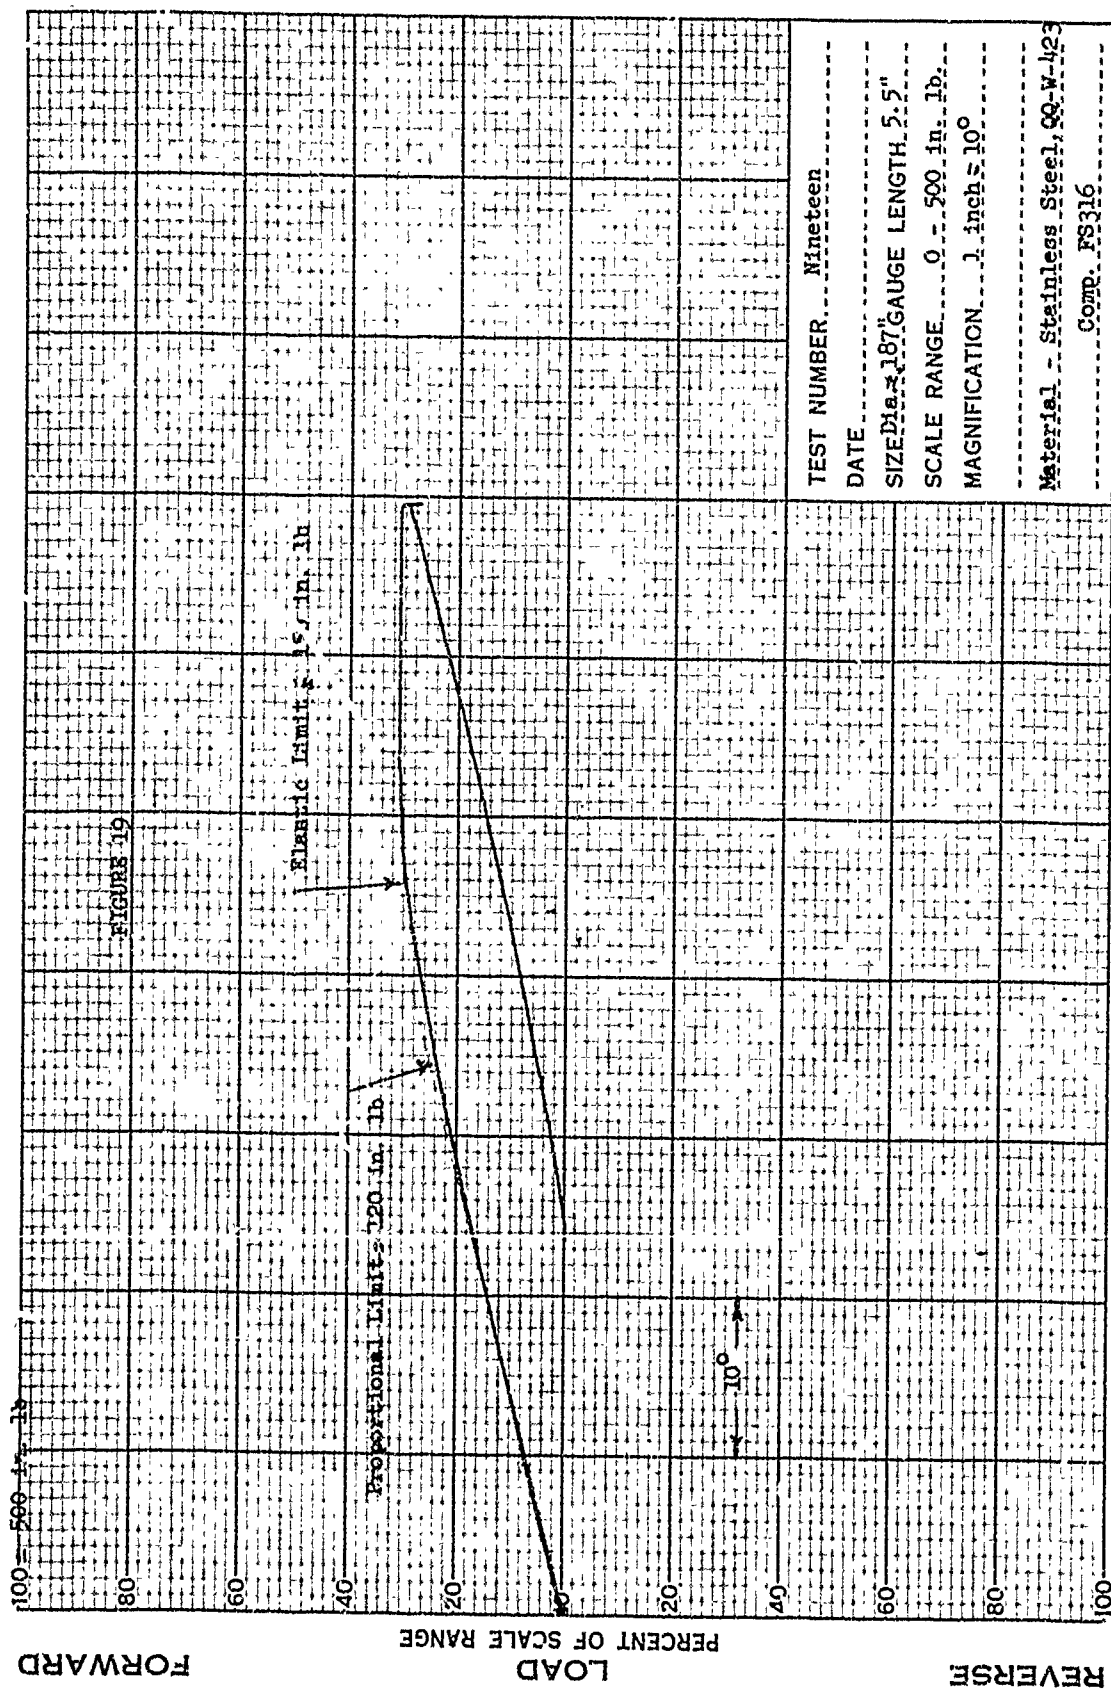 FIGURE 19
100 = 500 in. lb
80
60
40
20
0
20
40
60
80
100
FORWARD
LOAD
REVERSE
PERCENT OF SCALE RANGE
Elastic Limit = in. lb
Proportional Limit = 120 in. lb
10°
TEST NUMBER Nineteen
DATE
SIZE Dia = .187" GAUGE LENGTH 5.5"
SCALE RANGE 0 - 500 in. lb.
MAGNIFICATION 1 inch = 10°
Material - Stainless Steel, QQ-W-423
Comp. FS316